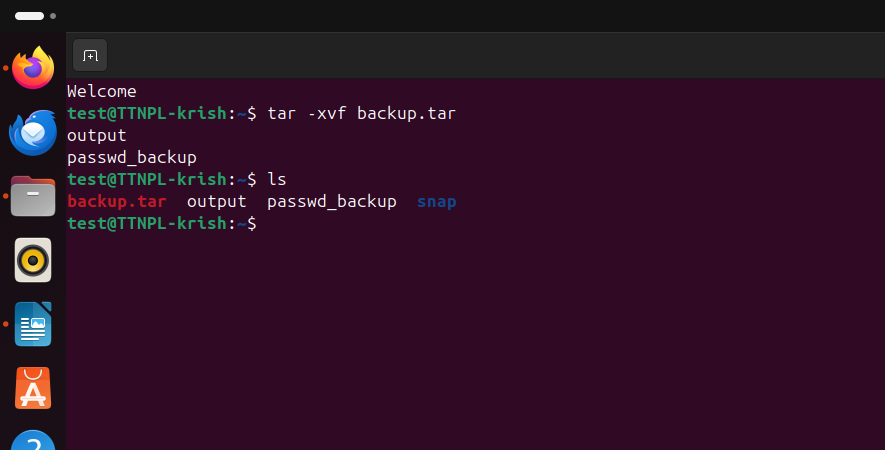 Welcome
test@TTNPL-krish:~$ tar -xvf backup.tar
output
passwd_backup
test@TTNPL-krish:~$ ls
backup.tar  output  passwd_backup  snap
test@TTNPL-krish:~$